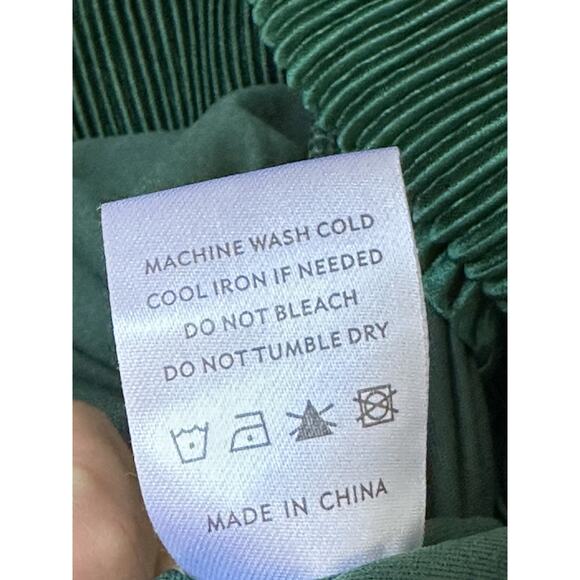 MACHINE WASH COLD
COOL IRON IF NEEDED
DO NOT BLEACH
DO NOT TUMBLE DRY
MADE IN CHINA